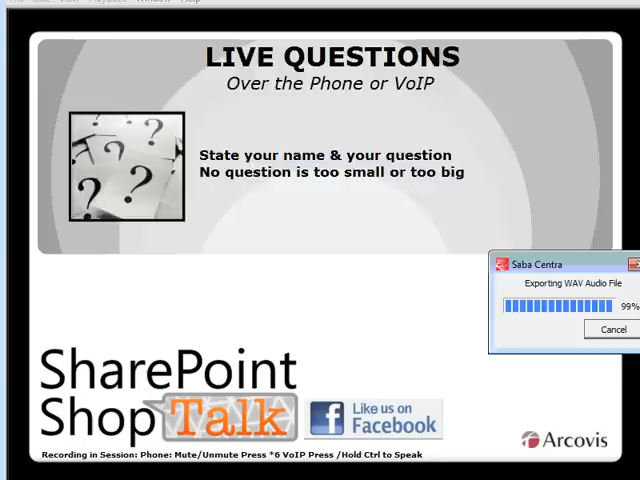 LIVE QUESTIONS
Over the Phone or VoIP
State your name & your question
No question is too small or too big
Saba Centra
Exporting WAV Audio File
99%
Cancel
SharePoint
Shop Talk
Like us on
Facebook
Arcovis
Recording in Session: Phone: Mute/Unmute Press *6 VoIP Press /Hold Ctrl to Speak